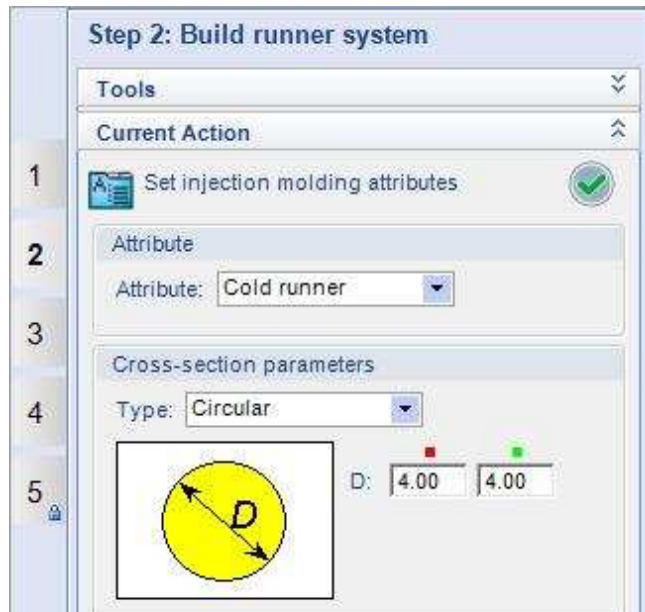 Step 2: Build runner system
Tools
Current Action
1
Set injection molding attributes
2
Attribute
Attribute: Cold runner
3
Cross-section parameters
4
Type: Circular
D
D: 4.00 4.00
5